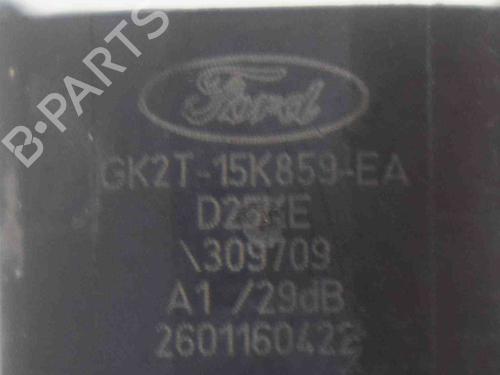 B-PARTS
Ford
GK2T-15K859-EA
\309709
A1 /29dB
2601160422